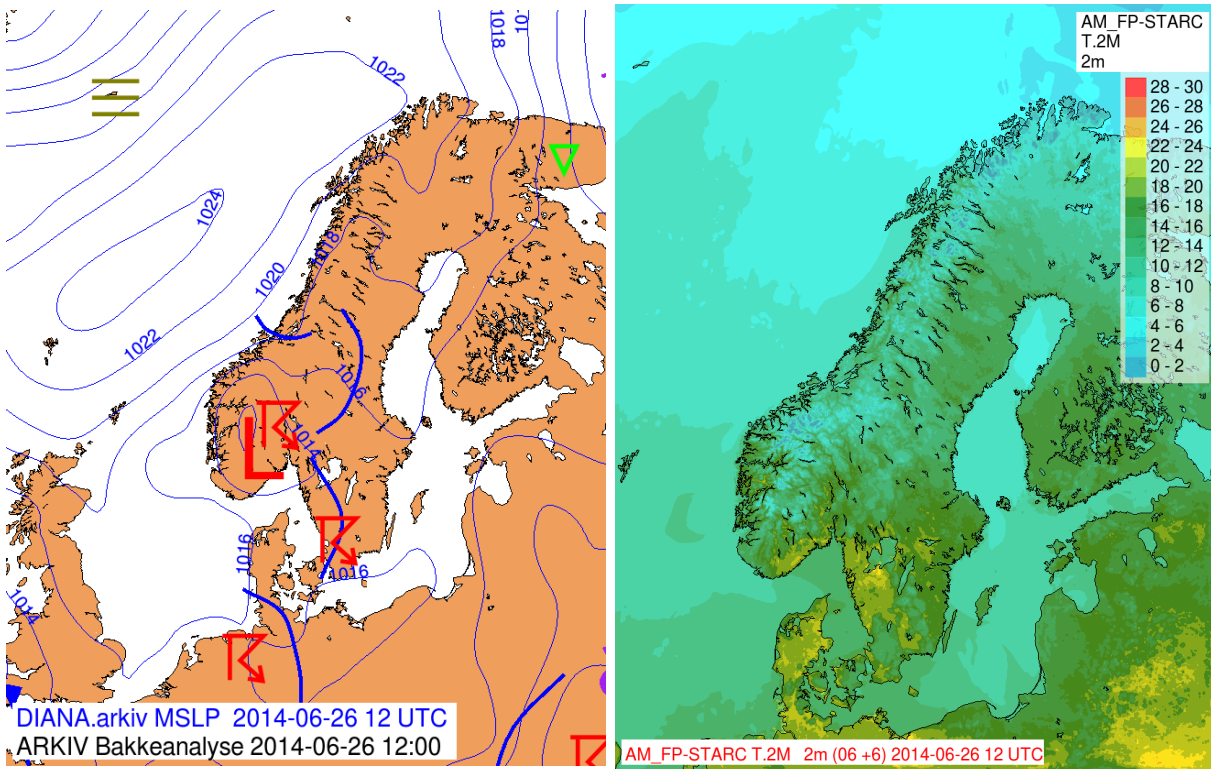 101
1018
1022
1024
1018
1020
1022
1016
1014
L
1016
1016
1014
DIANA.arkiv MSLP 2014-06-26 12 UTC
ARKIV Bakkeanalyse 2014-06-26 12:00
AM_FP-STARC
T.2M
2m
28 - 30
26 - 28
24 - 26
22 - 24
20 - 22
18 - 20
16 - 18
14 - 16
12 - 14
10 - 12
8 - 10
6 - 8
4 - 6
2 - 4
0 - 2
AM_FP-STARC T.2M 2m (06 +6) 2014-06-26 12 UTC